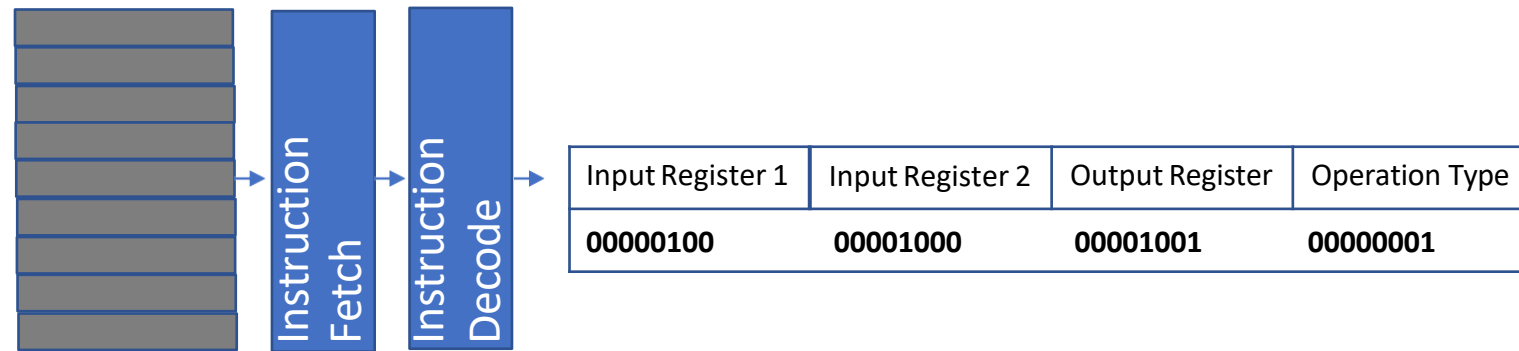 Instruction
Fetch
Instruction
Decode
Input Register 1 Input Register 2 Output Register Operation Type
00000100 00001000 00001001 00000001